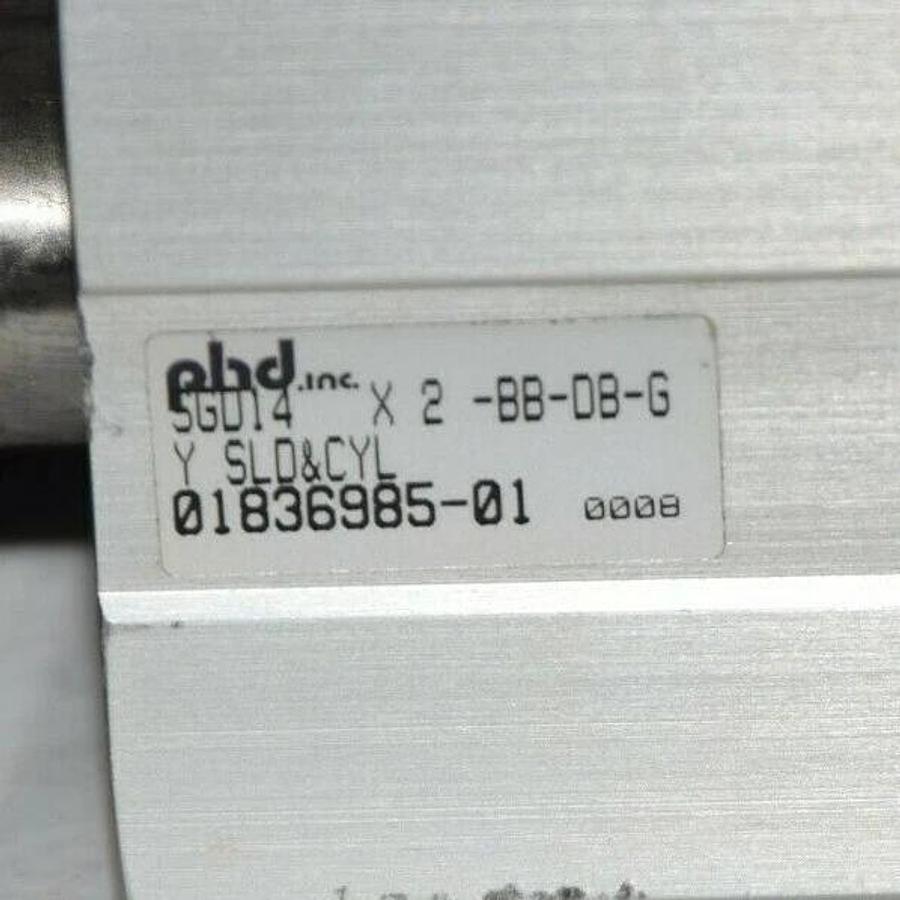 phd.inc.
SGD14 X 2 -BB-DB-G
Y SLD&CYL
01836985-01 0008